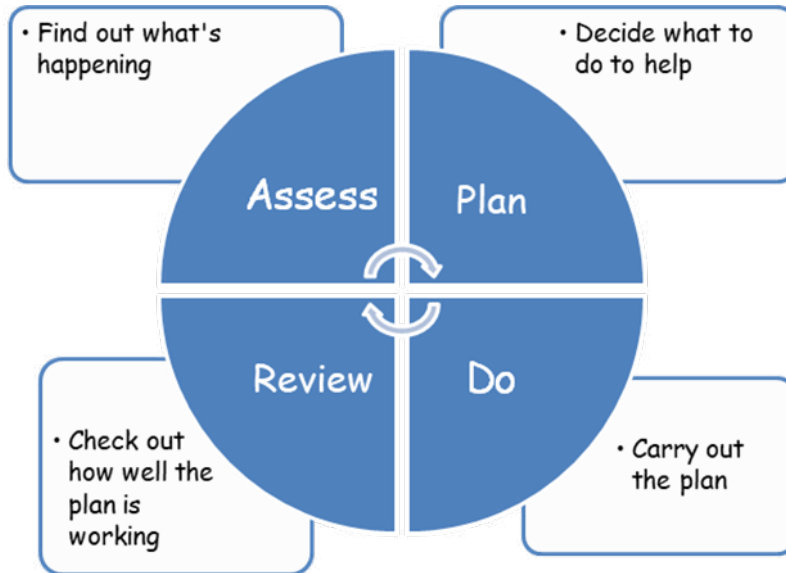 • Find out what's
happening
• Decide what to
do to help
Assess
Plan
Review
Do
• Check out
how well the
plan is
working
• Carry out
the plan